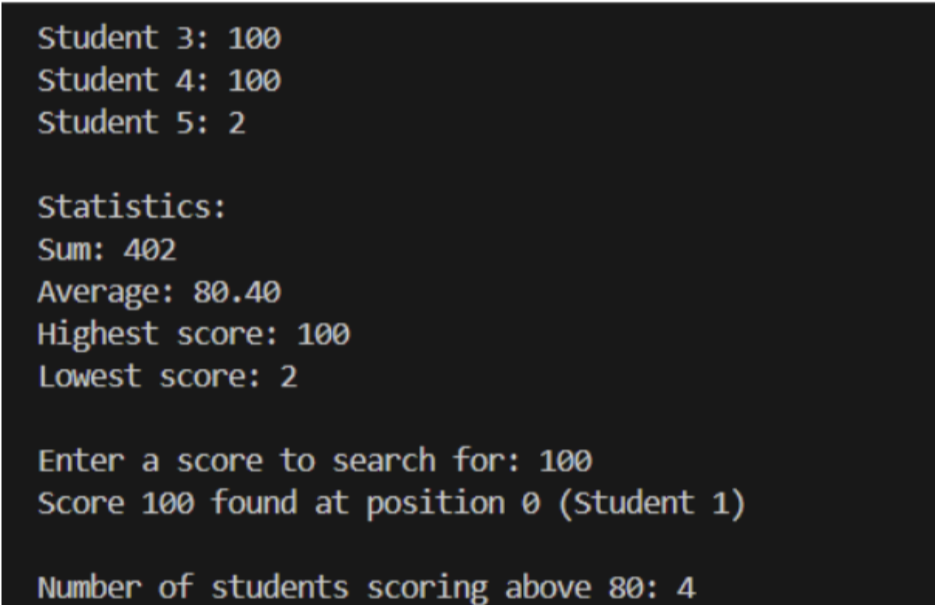 Student 3: 100
Student 4: 100
Student 5: 2
Statistics:
Sum: 402
Average: 80.40
Highest score: 100
Lowest score: 2
Enter a score to search for: 100
Score 100 found at position 0 (Student 1)
Number of students scoring above 80: 4